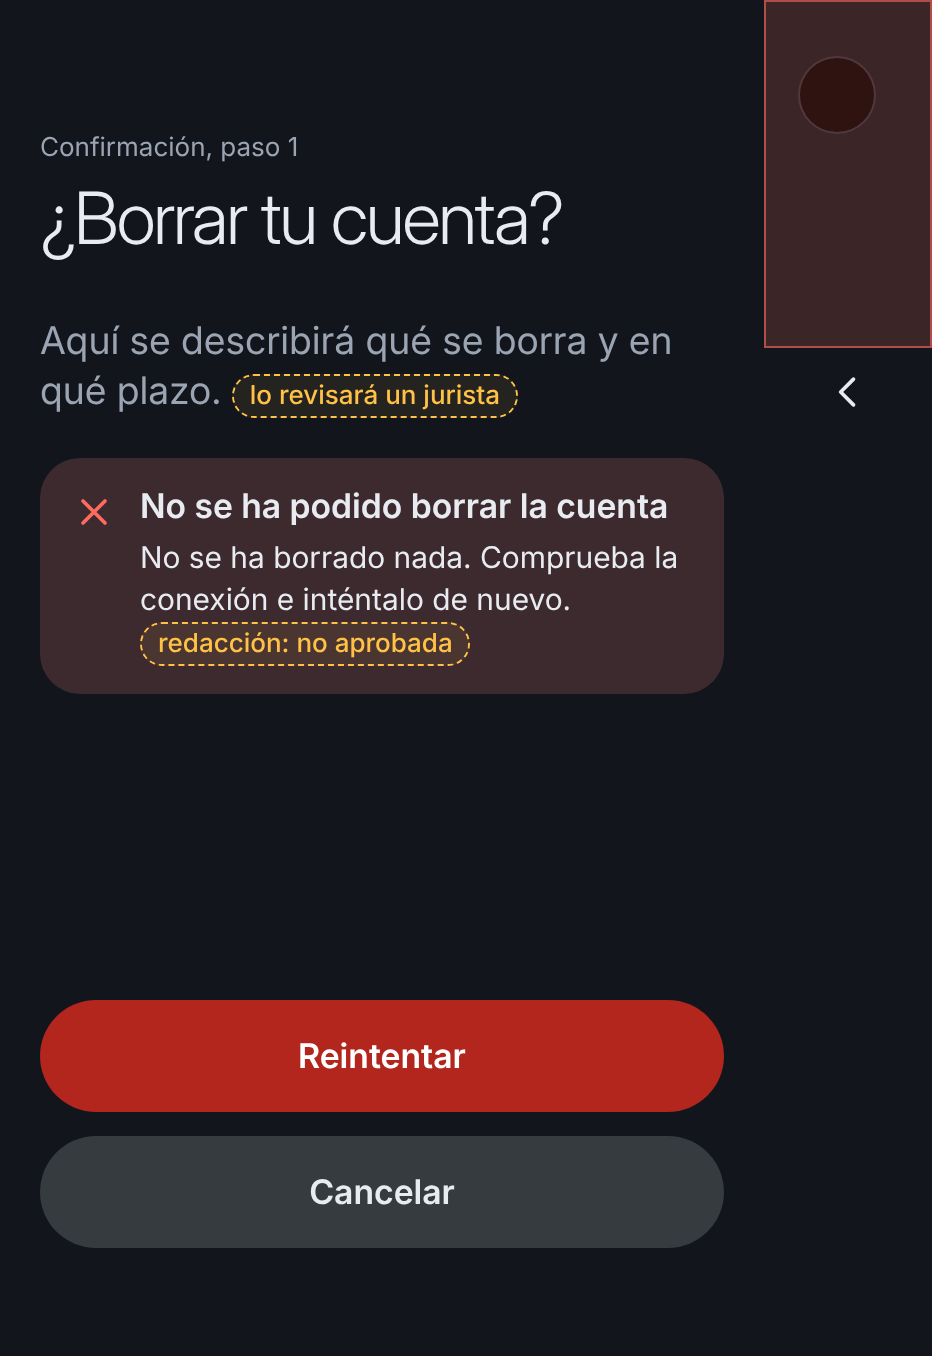 Confirmación, paso 1
¿Borrar tu cuenta?
Aquí se describirá qué se borra y en
qué plazo. lo revisará un jurista
No se ha podido borrar la cuenta
No se ha borrado nada. Comprueba la
conexión e inténtalo de nuevo.
redacción: no aprobada
Reintentar
Cancelar